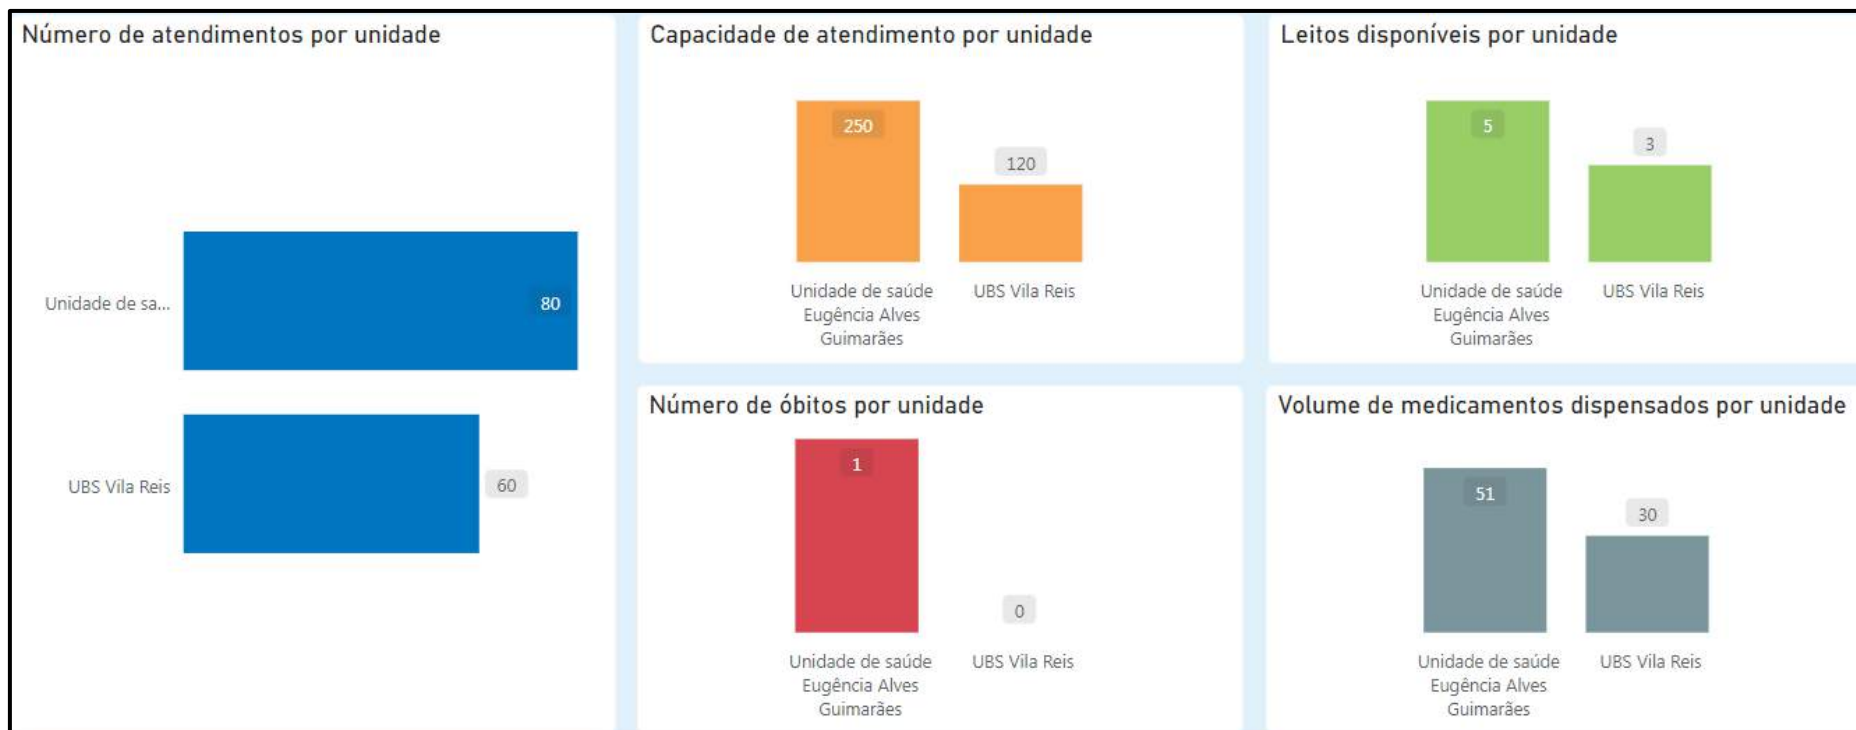 Número de atendimentos por unidade
Unidade de sa...
80
UBS Vila Reis
60
Capacidade de atendimento por unidade
250
120
Unidade de saúde
Eugência Alves
Guimarães
UBS Vila Reis
Leitos disponíveis por unidade
5
3
Unidade de saúde
Eugência Alves
Guimarães
UBS Vila Reis
Número de óbitos por unidade
1
0
Unidade de saúde
Eugência Alves
Guimarães
UBS Vila Reis
Volume de medicamentos dispensados por unidade
51
30
Unidade de saúde
Eugência Alves
Guimarães
UBS Vila Reis